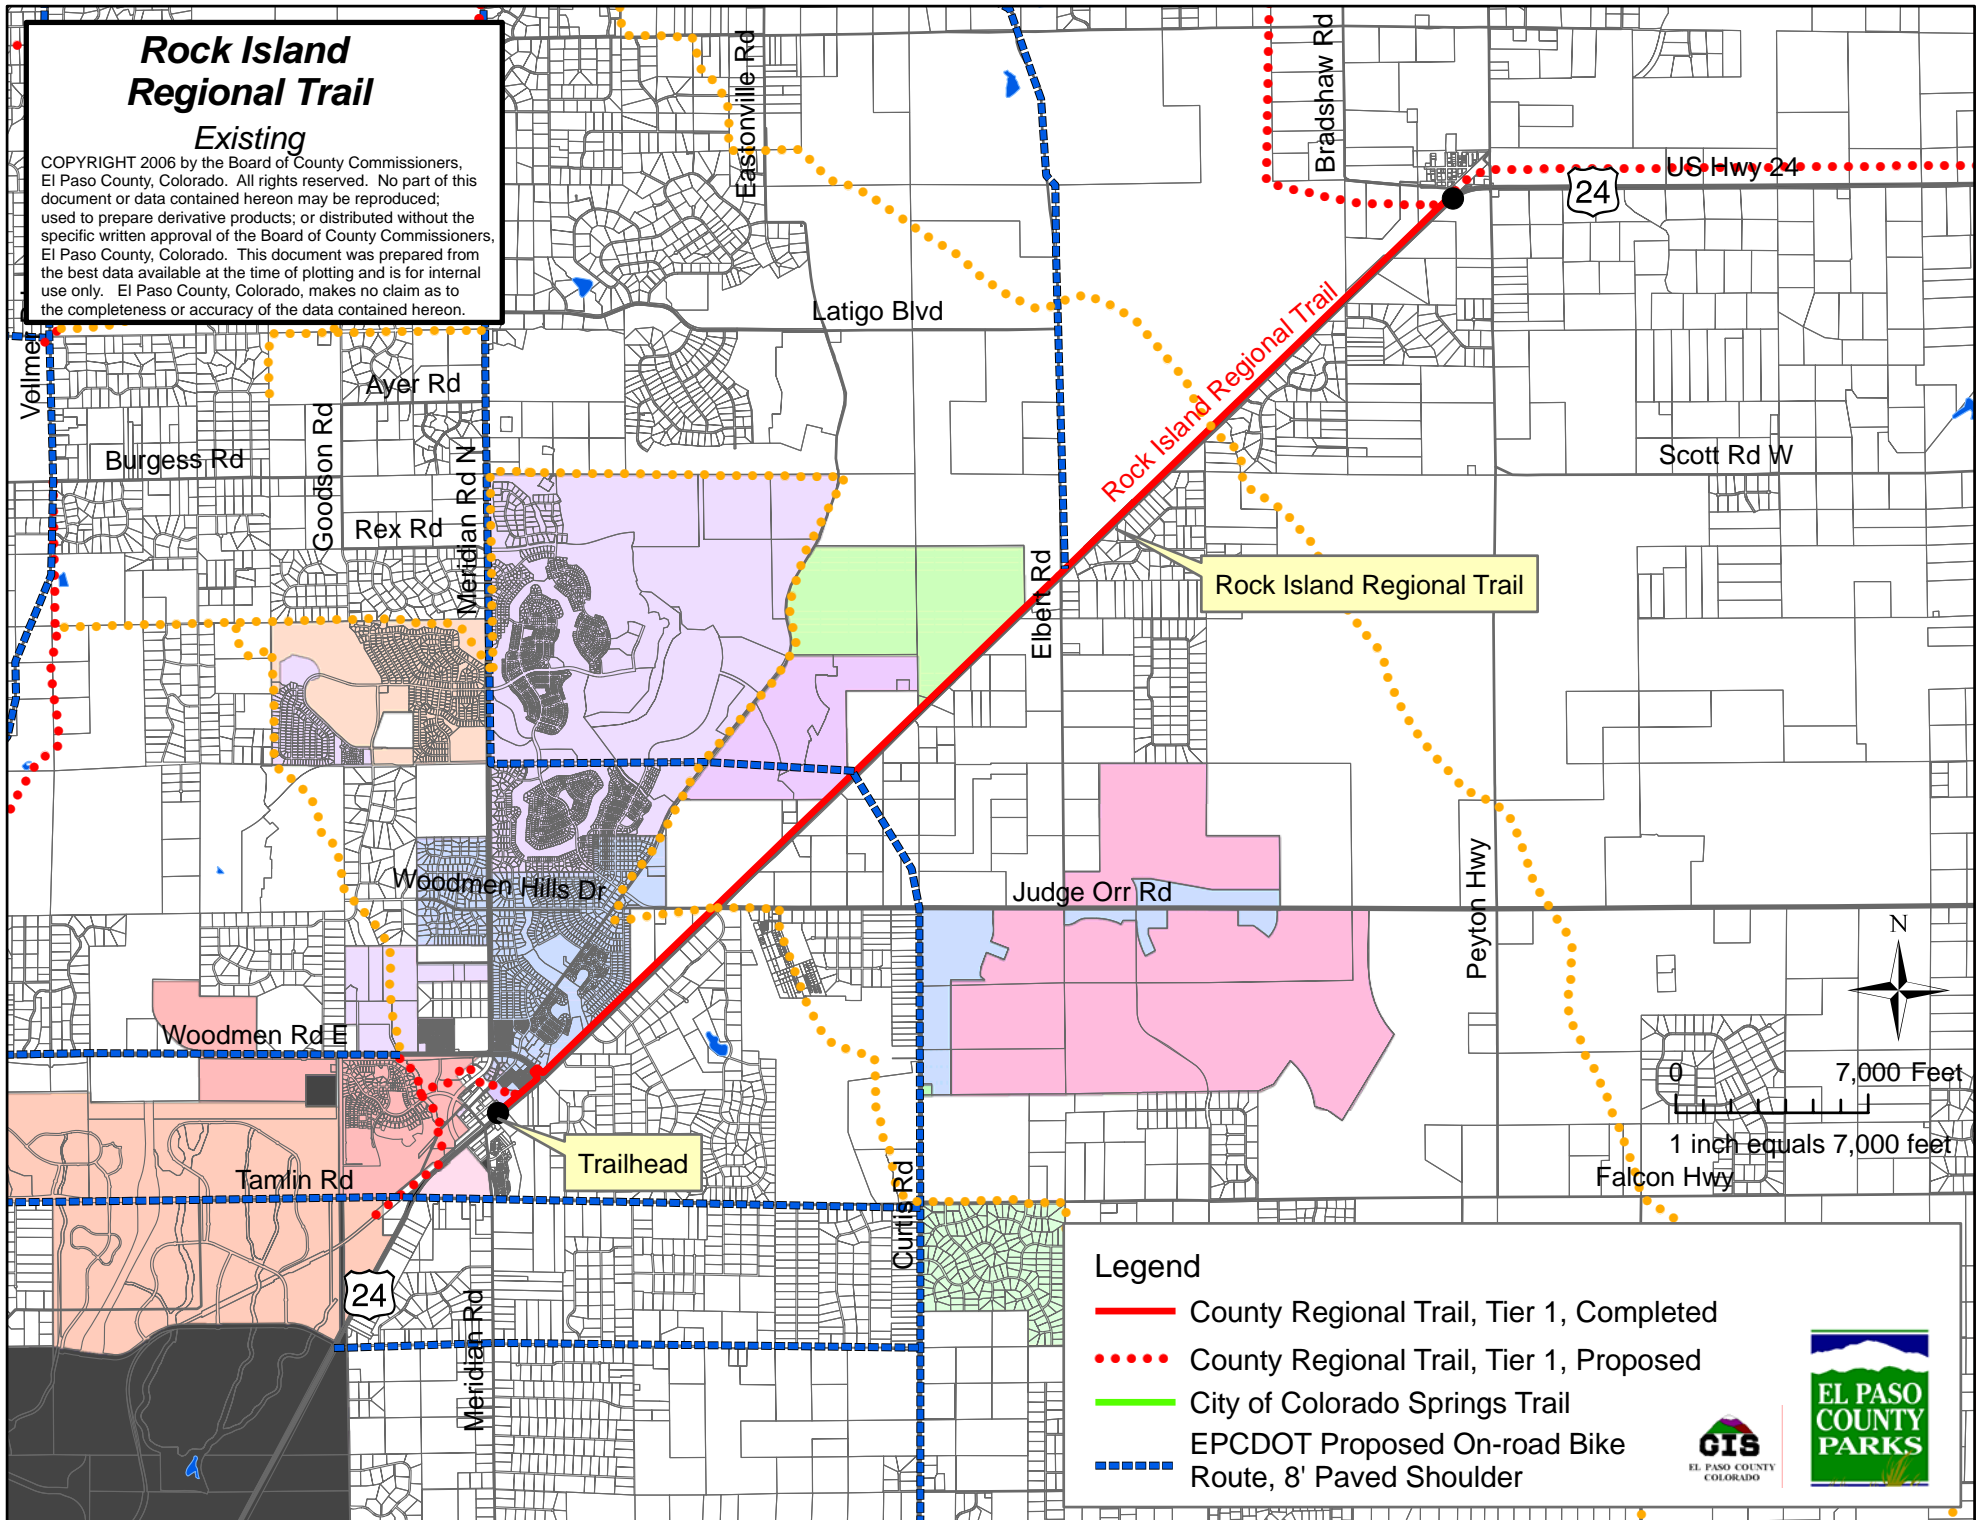 Rock Island
Regional Trail
Existing
COPYRIGHT 2006 by the Board of County Commissioners,
El Paso County, Colorado. All rights reserved. No part of this
document or data contained hereon may be reproduced;
used to prepare derivative products; or distributed without the
specific written approval of the Board of County Commissioners,
El Paso County, Colorado. This document was prepared from
the best data available at the time of plotting and is for internal
use only. El Paso County, Colorado, makes no claim as to
the completeness or accuracy of the data contained hereon.
Eastonville Rd
Bradshaw Rd
US Hwy 24
24
Latigo Blvd
Rock Island Regional Trail
Ayer Rd
Goodson Rd
Burgess Rd
Meridian Rd N
Rex Rd
Scott Rd W
Elbert Rd
Rock Island Regional Trail
Woodmen Hills Dr
Judge Orr Rd
Peyton Hwy
N
Woodmen Rd E
0 7,000 Feet
1 inch equals 7,000 feet
Falcon Hwy
Trailhead
Tamlin Rd
Curtis Rd
24
Meridian Rd
Legend
County Regional Trail, Tier 1, Completed
County Regional Trail, Tier 1, Proposed
City of Colorado Springs Trail
EPCDOT Proposed On-road Bike
Route, 8' Paved Shoulder
GIS
EL PASO COUNTY
COLORADO
EL PASO
COUNTY
PARKS